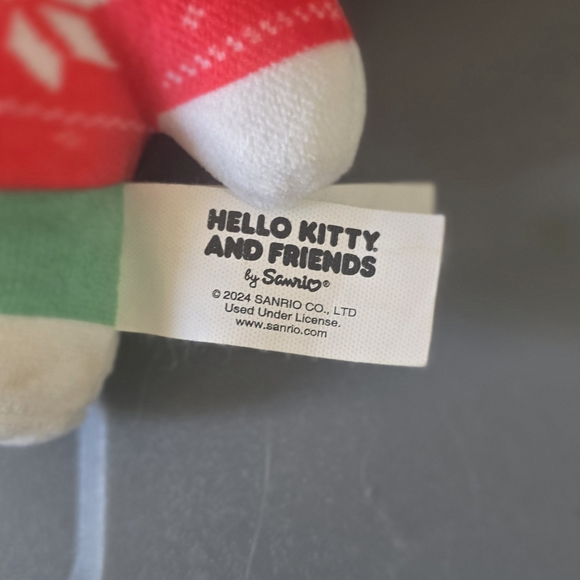 HELLO KITTY
AND FRIENDS
by Sanrio®
© 2024 SANRIO CO., LTD
Used Under License.
www.sanrio.com